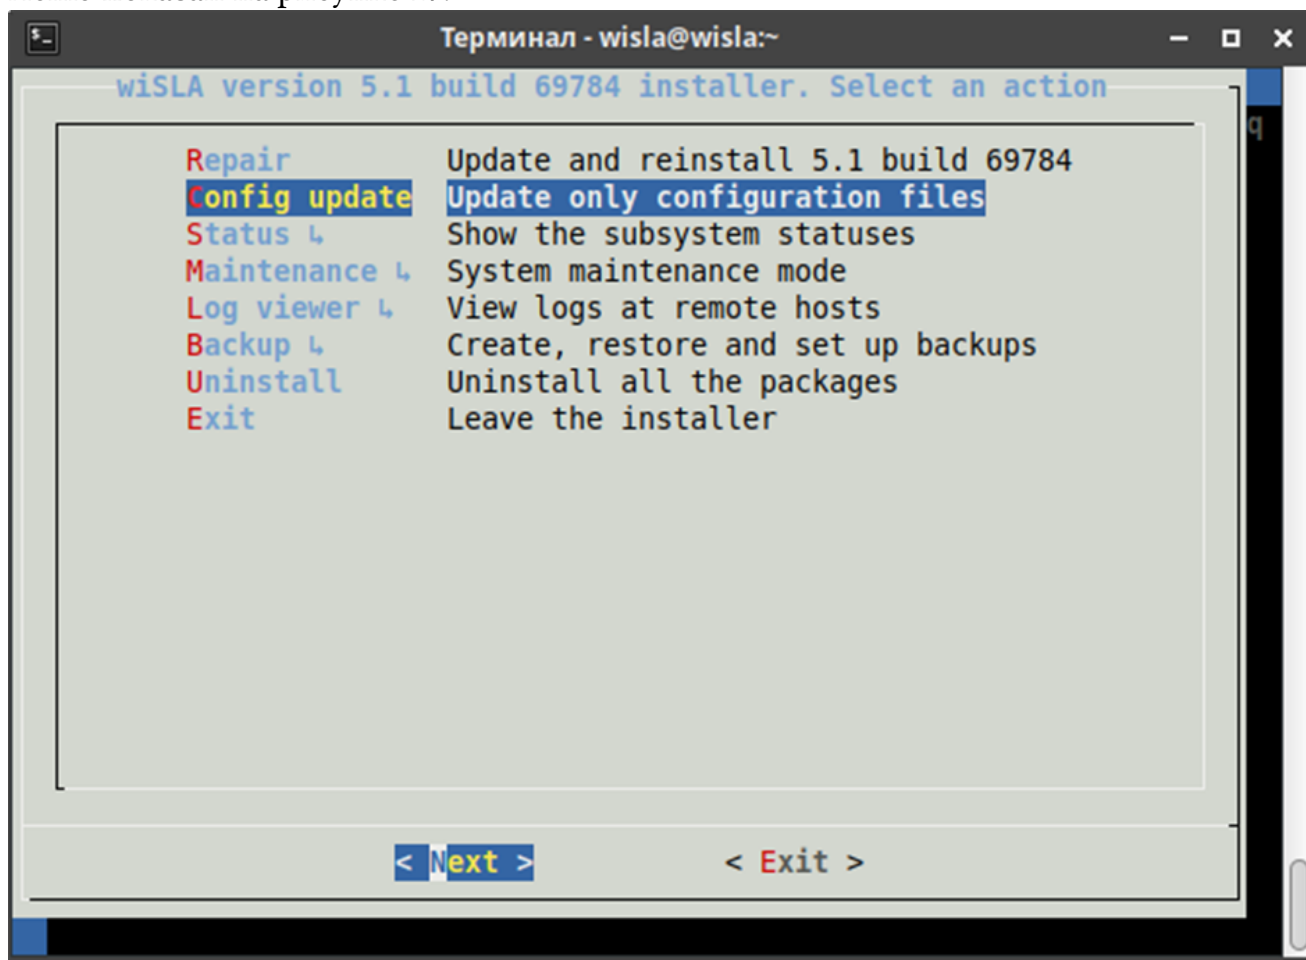 Терминал - wisla@wisla:~
wiSLA version 5.1 build 69784 installer. Select an action
q
Repair Update and reinstall 5.1 build 69784
Config update Update only configuration files
Status ↳ Show the subsystem statuses
Maintenance ↳ System maintenance mode
Log viewer ↳ View logs at remote hosts
Backup ↳ Create, restore and set up backups
Uninstall Uninstall all the packages
Exit Leave the installer
< Next > < Exit >